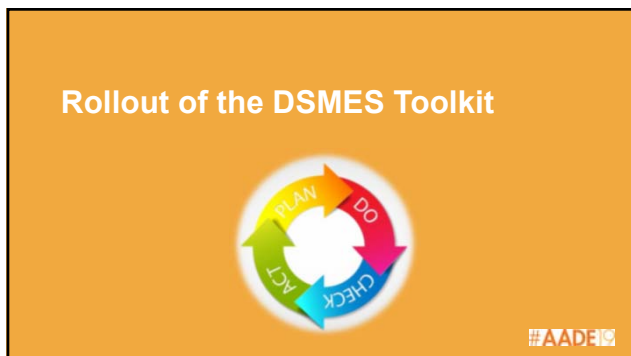 Rollout of the DSMES Toolkit
PLAN
DO
CHECK
ACT
#AADE19